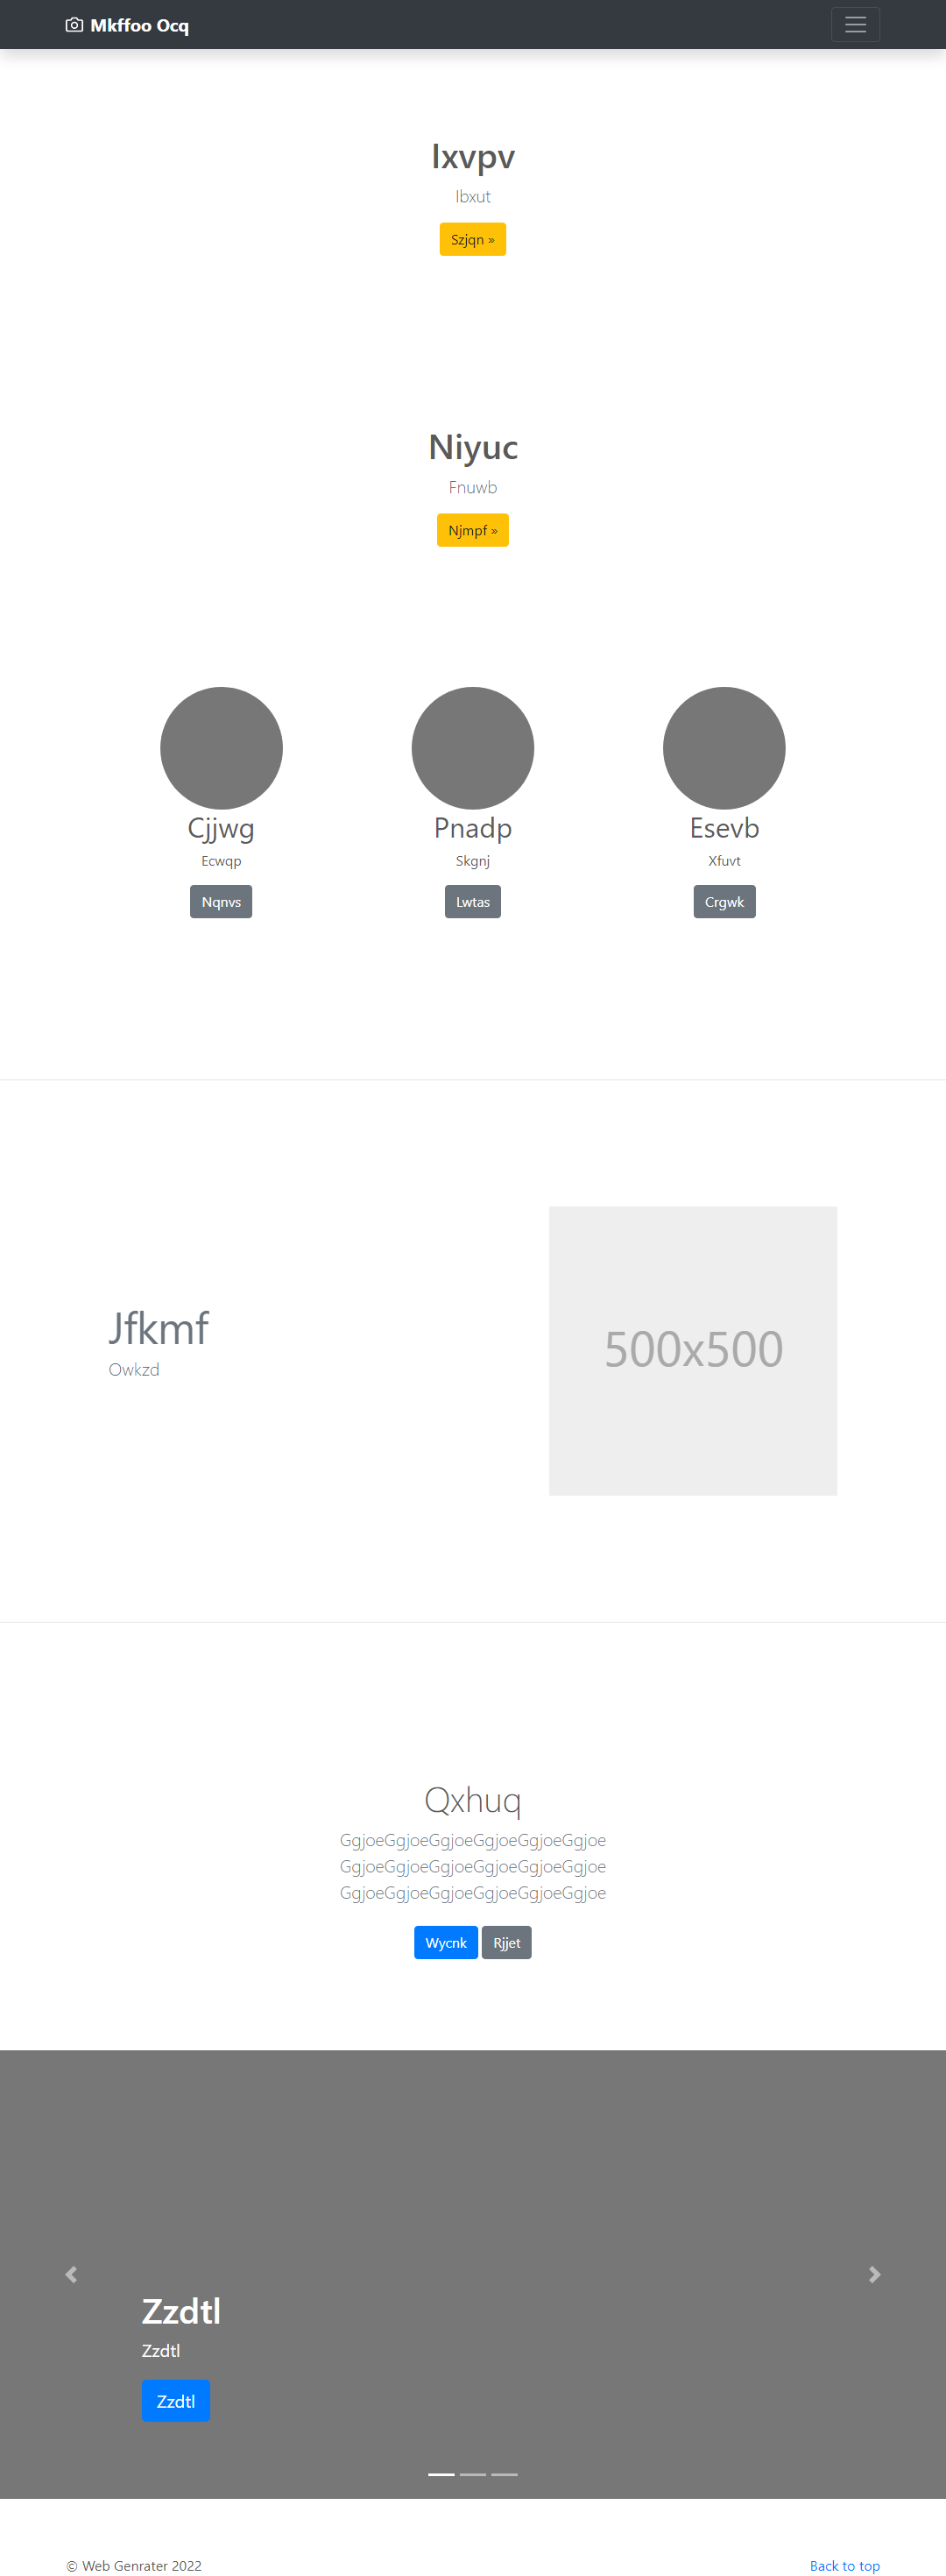 Mkffoo Ocq
Ixvpv
Ibxut
Szjqn »
Niyuc
Fnuwb
Njmpf »
Cjjwg
Pnadp
Esevb
Ecwqp
Skgnj
Xfuvt
Nqnvs
Lwtas
Crgwk
Jfkmf
Owkzd
500x500
Qxhuq
GgjoeGgjoeGgjoeGgjoeGgjoeGgjoe
GgjoeGgjoeGgjoeGgjoeGgjoeGgjoe
GgjoeGgjoeGgjoeGgjoeGgjoeGgjoe
Wycnk Rjjet
Zzdtl
Zzdtl
Zzdtl
© Web Genrater 2022
Back to top